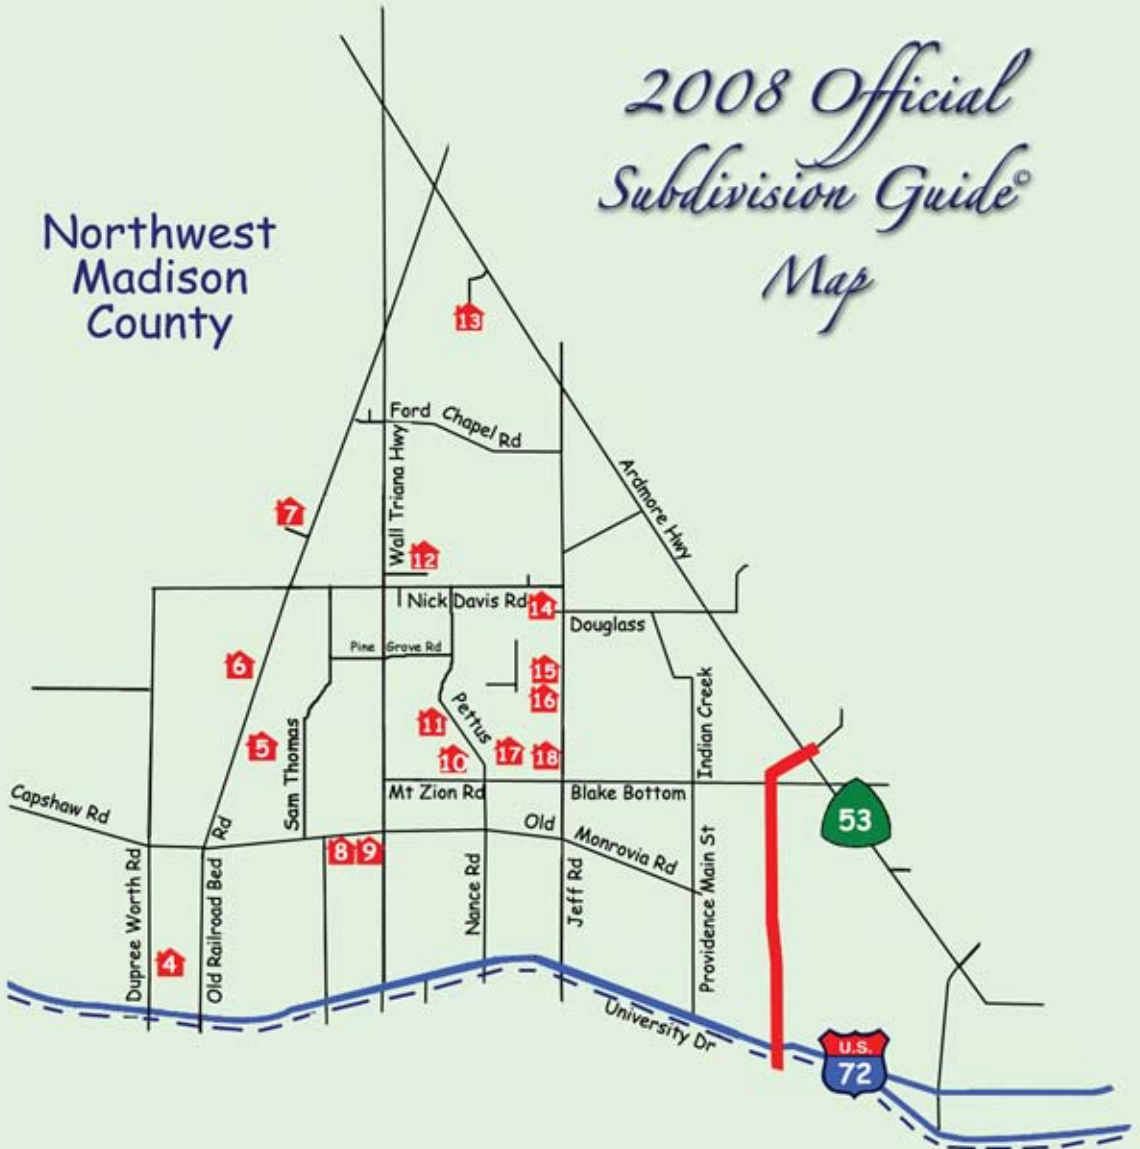 2008 Official
Subdivision Guide©
Map
Northwest
Madison
County
13
Ford Chapel Rd
Wall Triana Hwy
Ardmore Hwy
7
12
Nick Davis Rd
14
Douglass
Pine Grove Rd
6
15
16
Pettus
11
5
10
17
18
Sam Thomas
Indian Creek
Mt Zion Rd
Blake Bottom
Capshaw Rd
53
Rd
Old
Monrovia Rd
8
9
Dupree Worth Rd
Old Railroad Bed
Nance Rd
Jeff Rd
Providence Main St
4
University Dr
U.S.
72